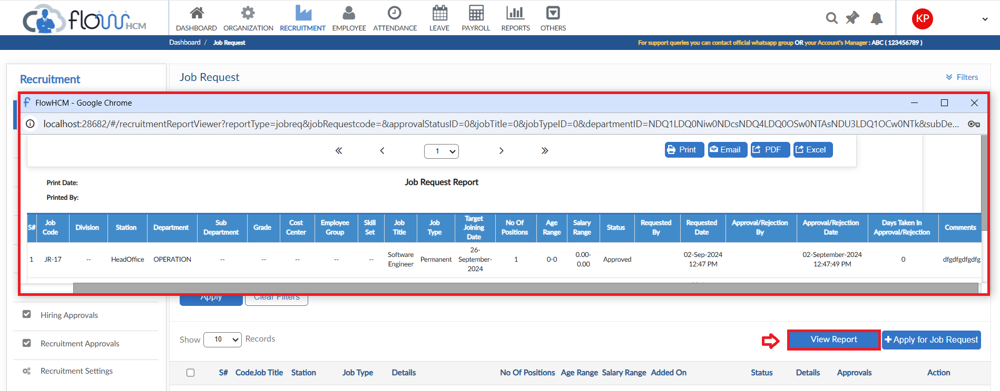 flow HCM
DASHBOARD ORGANIZATION RECRUITMENT EMPLOYEE ATTENDANCE LEAVE PAYROLL REPORTS OTHERS
KP
Dashboard / Job Request
For support queries you can contact official whatsapp group OR your Account's Manager : ABC ( 123456789 )
Recruitment
Job Request
Filters
FlowHCM - Google Chrome
localhost:28682/#/recruitmentReportViewer?reportType=jobreq&jobRequestcode=&approvalStatusID=0&jobTitle=0&jobTypeID=0&departmentID=NDQ1LDQ0Niw0NDcsNDQ4LDQ0OSw0NTAsNDU3LDQ1OCw0NTk&subDe...
1
Print Email PDF Excel
Print Date:
Job Request Report
Printed By:
S# Job Code Division Station Department Sub Department Grade Cost Center Employee Group Skill Set Job Title Job Type Target Joining Date No Of Positions Age Range Salary Range Status Requested By Requested Date Approval/Rejection By Approval/Rejection Date Days Taken In Approval/Rejection Comments
1 JR-17 -- HeadOffice OPERATION -- -- -- -- -- Software Engineer Permanent 26-September-2024 1 0-0 0.00-0.00 Approved 02-Sep-2024 12:47 PM 02-September-2024 12:47:49 PM 0 dfgdfgdfgdfg
Apply Clear Filters
Hiring Approvals
Recruitment Approvals
Recruitment Settings
Show 10 Records
View Report
+ Apply for Job Request
S# Code Job Title Station Job Type Details No Of Positions Age Range Salary Range Added On Status Details Approvals Action